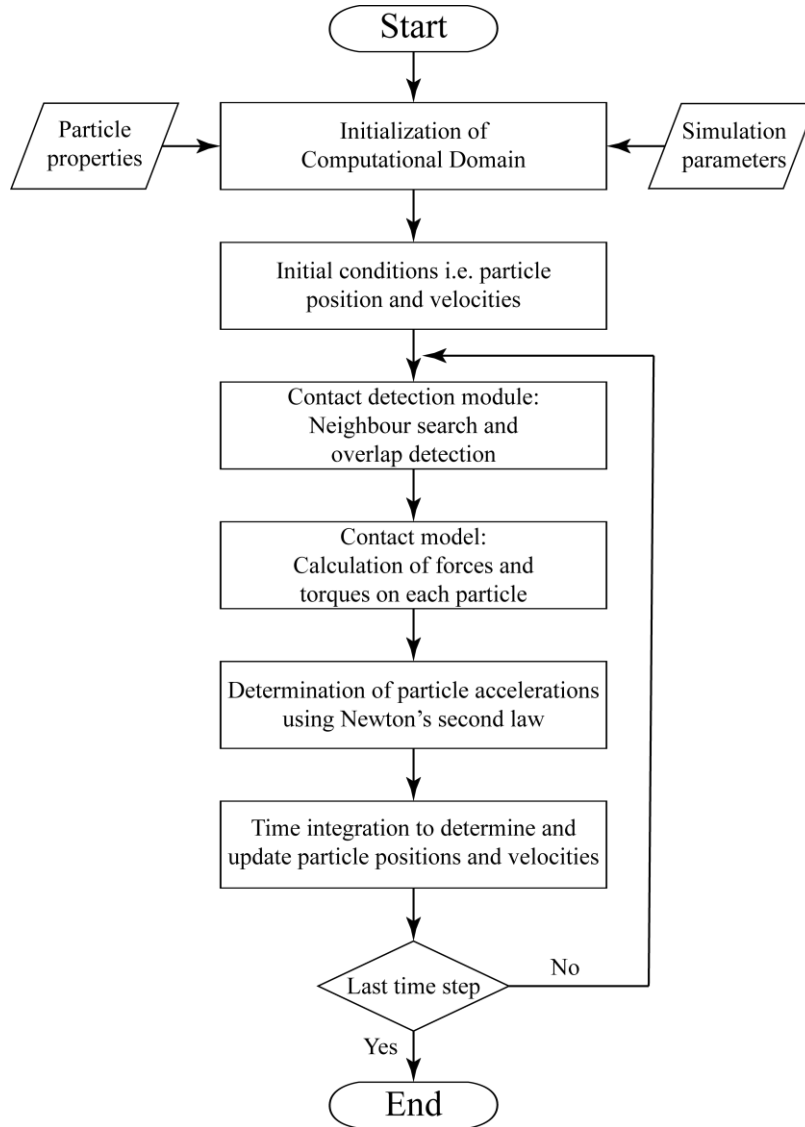 Start
Particle
properties
Initialization of
Computational Domain
Simulation
parameters
Initial conditions i.e. particle
position and velocities
Contact detection module:
Neighbour search and
overlap detection
Contact model:
Calculation of forces and
torques on each particle
Determination of particle accelerations
using Newton’s second law
Time integration to determine and
update particle positions and velocities
Last time step
No
Yes
End